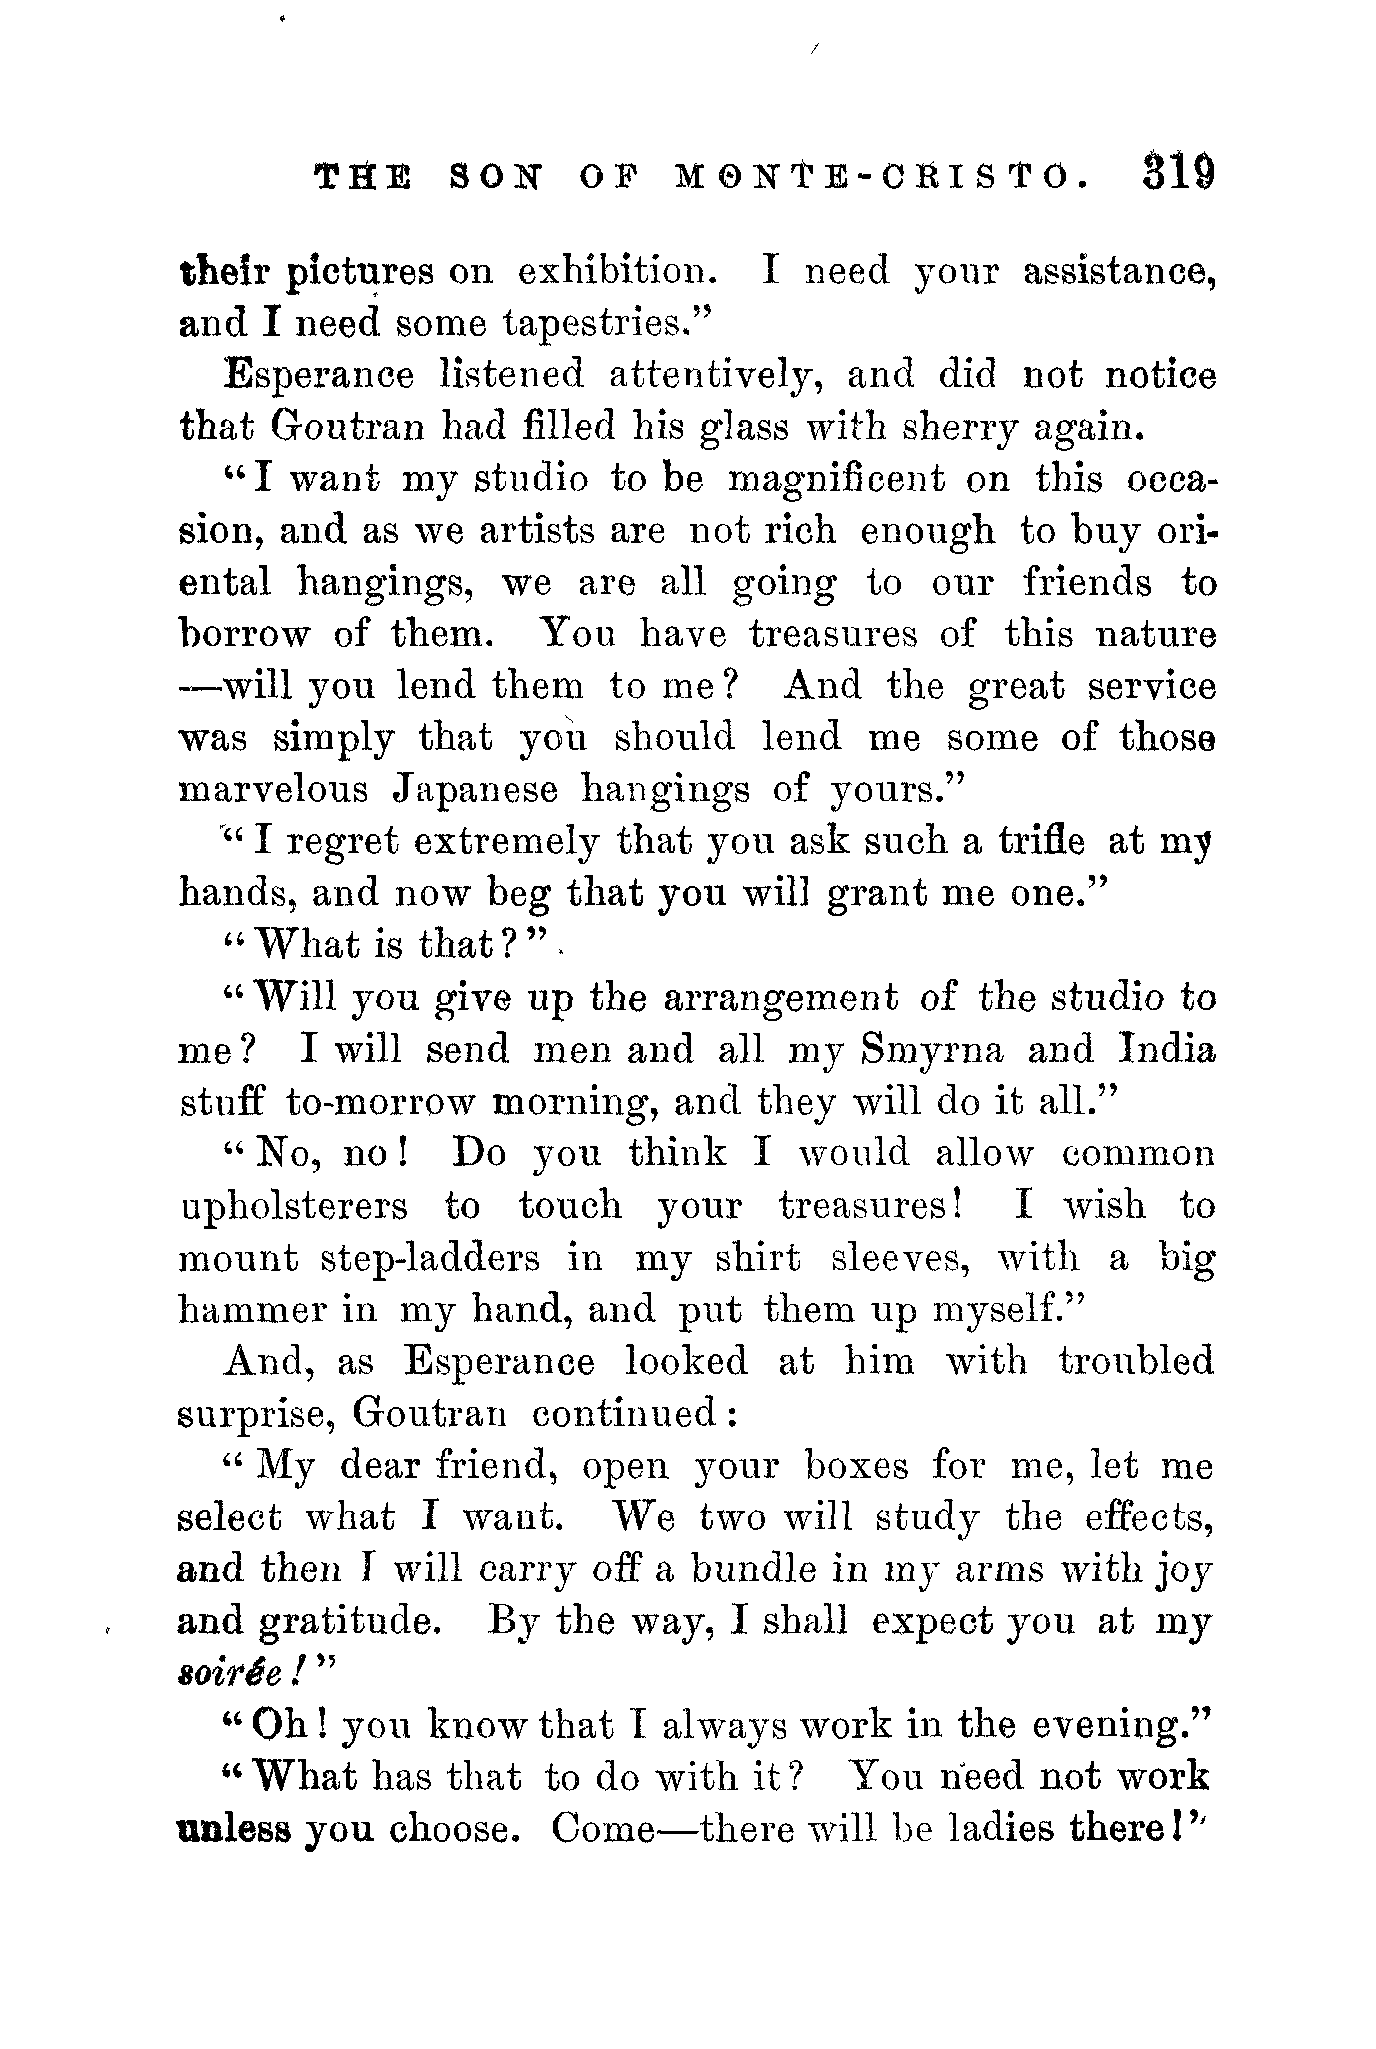 THE SON OF MONTE-CRISTO. 319
their pictures on exhibition. I need your assistance,
and I need some tapestries."
Esperance listened attentively, and did not notice
that Goutran had filled his glass with sherry again.
"I want my studio to be magnificent on this occa-
sion, and as we artists are not rich enough to buy ori-
ental hangings, we are all going to our friends to
borrow of them. You have treasures of this nature
—will you lend them to me? And the great service
was simply that you should lend me some of those
marvelous Japanese hangings of yours."
"I regret extremely that you ask such a trifle at my
hands, and now beg that you will grant me one."
"What is that?"
"Will you give up the arrangement of the studio to
me? I will send men and all my Smyrna and India
stuff to-morrow morning, and they will do it all."
"No, no! Do you think I would allow common
upholsterers to touch your treasures! I wish to
mount step-ladders in my shirt sleeves, with a big
hammer in my hand, and put them up myself."
And, as Esperance looked at him with troubled
surprise, Goutran continued:
"My dear friend, open your boxes for me, let me
select what I want. We two will study the effects,
and then I will carry off a bundle in my arms with joy
and gratitude. By the way, I shall expect you at my
soirée!"
"Oh! you know that I always work in the evening."
"What has that to do with it? You need not work
unless you choose. Come—there will be ladies there!"